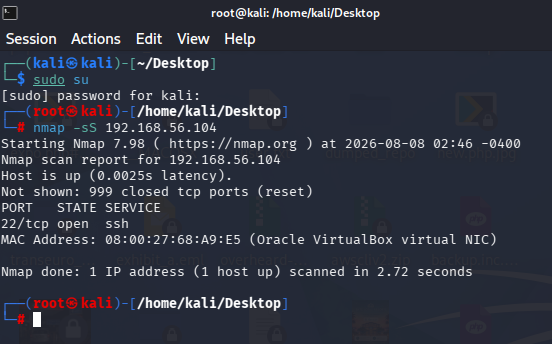 root@kali: /home/kali/Desktop
Session Actions Edit View Help
┌──(kali㉿kali)-[~/Desktop]
└─$ sudo su
[sudo] password for kali:
┌──(root㉿kali)-[/home/kali/Desktop]
└─# nmap -sS 192.168.56.104
Starting Nmap 7.98 ( https://nmap.org ) at 2026-08-08 02:46 -0400
Nmap scan report for 192.168.56.104
Host is up (0.0025s latency).
Not shown: 999 closed tcp ports (reset)
PORT   STATE SERVICE
22/tcp open  ssh
MAC Address: 08:00:27:68:A9:E5 (Oracle VirtualBox virtual NIC)
Nmap done: 1 IP address (1 host up) scanned in 2.72 seconds
┌──(root㉿kali)-[/home/kali/Desktop]
└─#